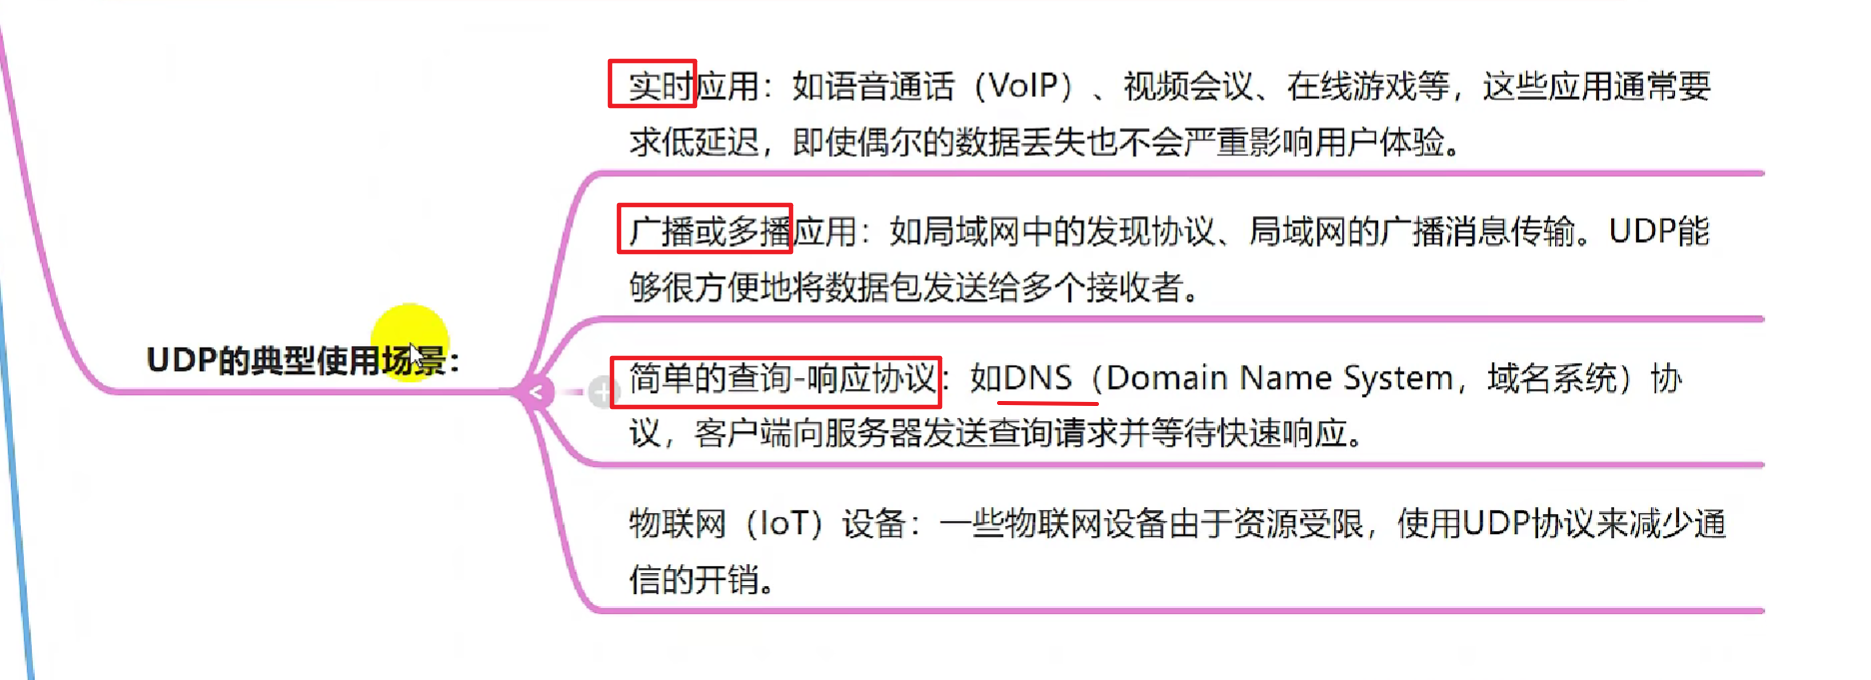 实时应用：如语音通话（VoIP）、视频会议、在线游戏等，这些应用通常要
求低延迟，即使偶尔的数据丢失也不会严重影响用户体验。
广播或多播应用：如局域网中的发现协议、局域网的广播消息传输。UDP能
够很方便地将数据包发送给多个接收者。
UDP的典型使用场景：
简单的查询-响应协议：如DNS（Domain Name System，域名系统）协
议，客户端向服务器发送查询请求并等待快速响应。
物联网（IoT）设备：一些物联网设备由于资源受限，使用UDP协议来减少通
信的开销。